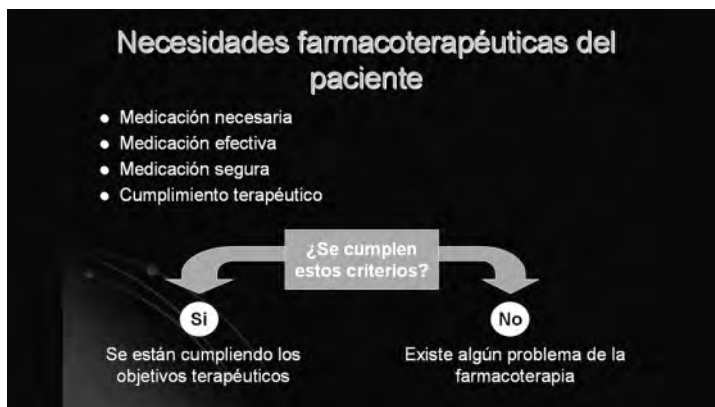 Necesidades farmacoterapéuticas del
paciente
● Medicación necesaria
● Medicación efectiva
● Medicación segura
● Cumplimiento terapéutico
¿Se cumplen
estos criterios?
Si
No
Se están cumpliendo los
objetivos terapéuticos
Existe algún problema de la
farmacoterapia